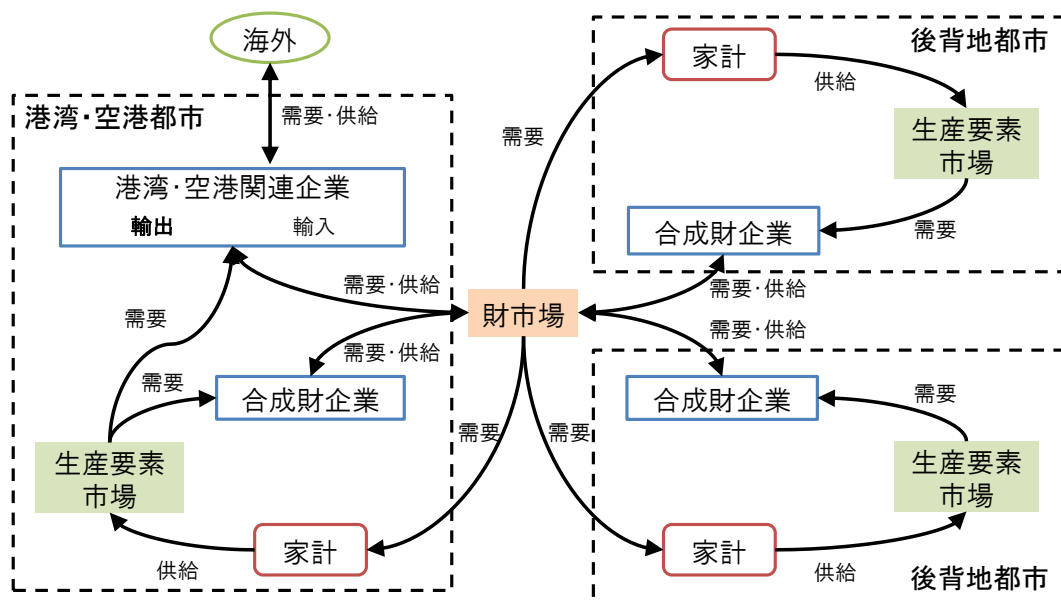 海外
需要・供給
港湾・空港都市
港湾・空港関連企業
輸出 輸入
需要・供給
需要
需要・供給
需要
合成財企業
生産要素
市場
需要
家計
供給
財市場
需要
需要
後背地都市
家計
供給
生産要素
市場
需要
合成財企業
需要・供給
需要・供給
合成財企業
需要
生産要素
市場
家計
供給
後背地都市